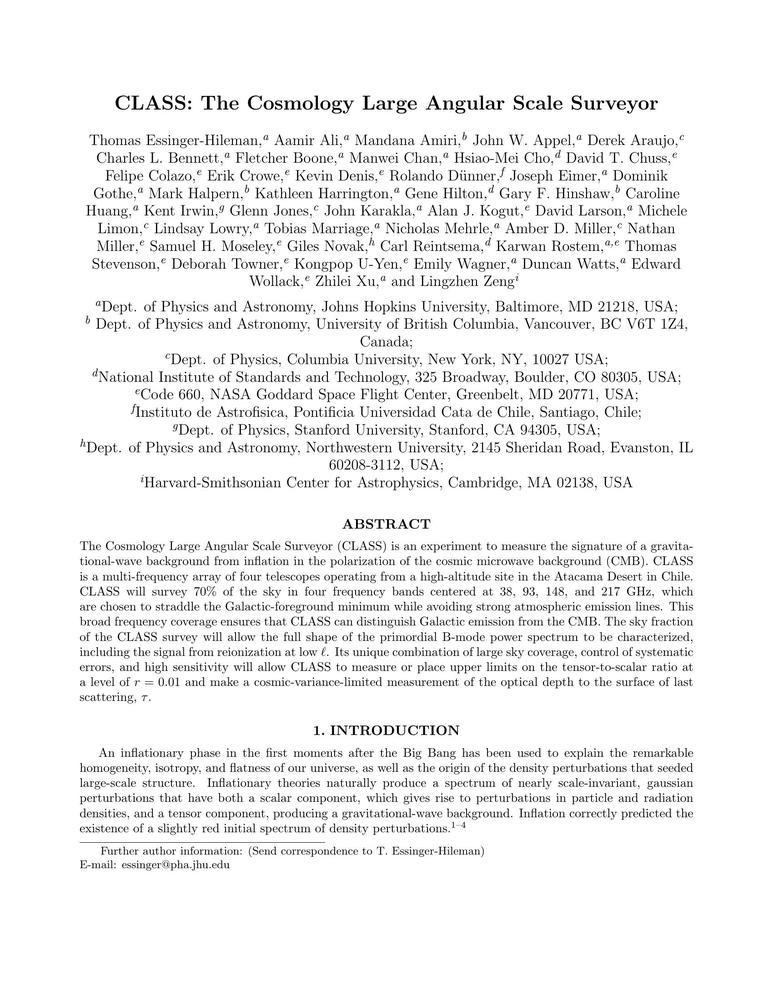 CLASS: The Cosmology Large Angular Scale Surveyor
Thomas Essinger-Hileman,a Aamir Ali,a Mandana Amiri,b John W. Appel,a Derek Araujo,c
Charles L. Bennett,a Fletcher Boone,a Manwei Chan,a Hsiao-Mei Cho,d David T. Chuss,e
Felipe Colazo,e Erik Crowe,e Kevin Denis,e Rolando Dünner,f Joseph Eimer,a Dominik
Gothe,a Mark Halpern,b Kathleen Harrington,a Gene Hilton,d Gary F. Hinshaw,b Caroline
Huang,a Kent Irwin,g Glenn Jones,c John Karakla,a Alan J. Kogut,e David Larson,a Michele
Limon,c Lindsay Lowry,a Tobias Marriage,a Nicholas Mehrle,a Amber D. Miller,c Nathan
Miller,e Samuel H. Moseley,e Giles Novak,h Carl Reintsema,d Karwan Rostem,a,e Thomas
Stevenson,e Deborah Towner,e Kongpop U-Yen,e Emily Wagner,a Duncan Watts,a Edward
Wollack,e Zhilei Xu,a and Lingzhen Zengi
aDept. of Physics and Astronomy, Johns Hopkins University, Baltimore, MD 21218, USA;
b Dept. of Physics and Astronomy, University of British Columbia, Vancouver, BC V6T 1Z4,
Canada;
cDept. of Physics, Columbia University, New York, NY, 10027 USA;
dNational Institute of Standards and Technology, 325 Broadway, Boulder, CO 80305, USA;
eCode 660, NASA Goddard Space Flight Center, Greenbelt, MD 20771, USA;
fInstituto de Astrofisica, Pontificia Universidad Cata de Chile, Santiago, Chile;
gDept. of Physics, Stanford University, Stanford, CA 94305, USA;
hDept. of Physics and Astronomy, Northwestern University, 2145 Sheridan Road, Evanston, IL
60208-3112, USA;
iHarvard-Smithsonian Center for Astrophysics, Cambridge, MA 02138, USA
ABSTRACT
The Cosmology Large Angular Scale Surveyor (CLASS) is an experiment to measure the signature of a gravita-
tional-wave background from inflation in the polarization of the cosmic microwave background (CMB). CLASS
is a multi-frequency array of four telescopes operating from a high-altitude site in the Atacama Desert in Chile.
CLASS will survey 70% of the sky in four frequency bands centered at 38, 93, 148, and 217 GHz, which
are chosen to straddle the Galactic-foreground minimum while avoiding strong atmospheric emission lines. This
broad frequency coverage ensures that CLASS can distinguish Galactic emission from the CMB. The sky fraction
of the CLASS survey will allow the full shape of the primordial B-mode power spectrum to be characterized,
including the signal from reionization at low ℓ. Its unique combination of large sky coverage, control of systematic
errors, and high sensitivity will allow CLASS to measure or place upper limits on the tensor-to-scalar ratio at
a level of r = 0.01 and make a cosmic-variance-limited measurement of the optical depth to the surface of last
scattering, τ.
1. INTRODUCTION
An inflationary phase in the first moments after the Big Bang has been used to explain the remarkable
homogeneity, isotropy, and flatness of our universe, as well as the origin of the density perturbations that seeded
large-scale structure. Inflationary theories naturally produce a spectrum of nearly scale-invariant, gaussian
perturbations that have both a scalar component, which gives rise to perturbations in particle and radiation
densities, and a tensor component, producing a gravitational-wave background. Inflation correctly predicted the
existence of a slightly red initial spectrum of density perturbations.1–4
Further author information: (Send correspondence to T. Essinger-Hileman)
E-mail: essinger@pha.jhu.edu